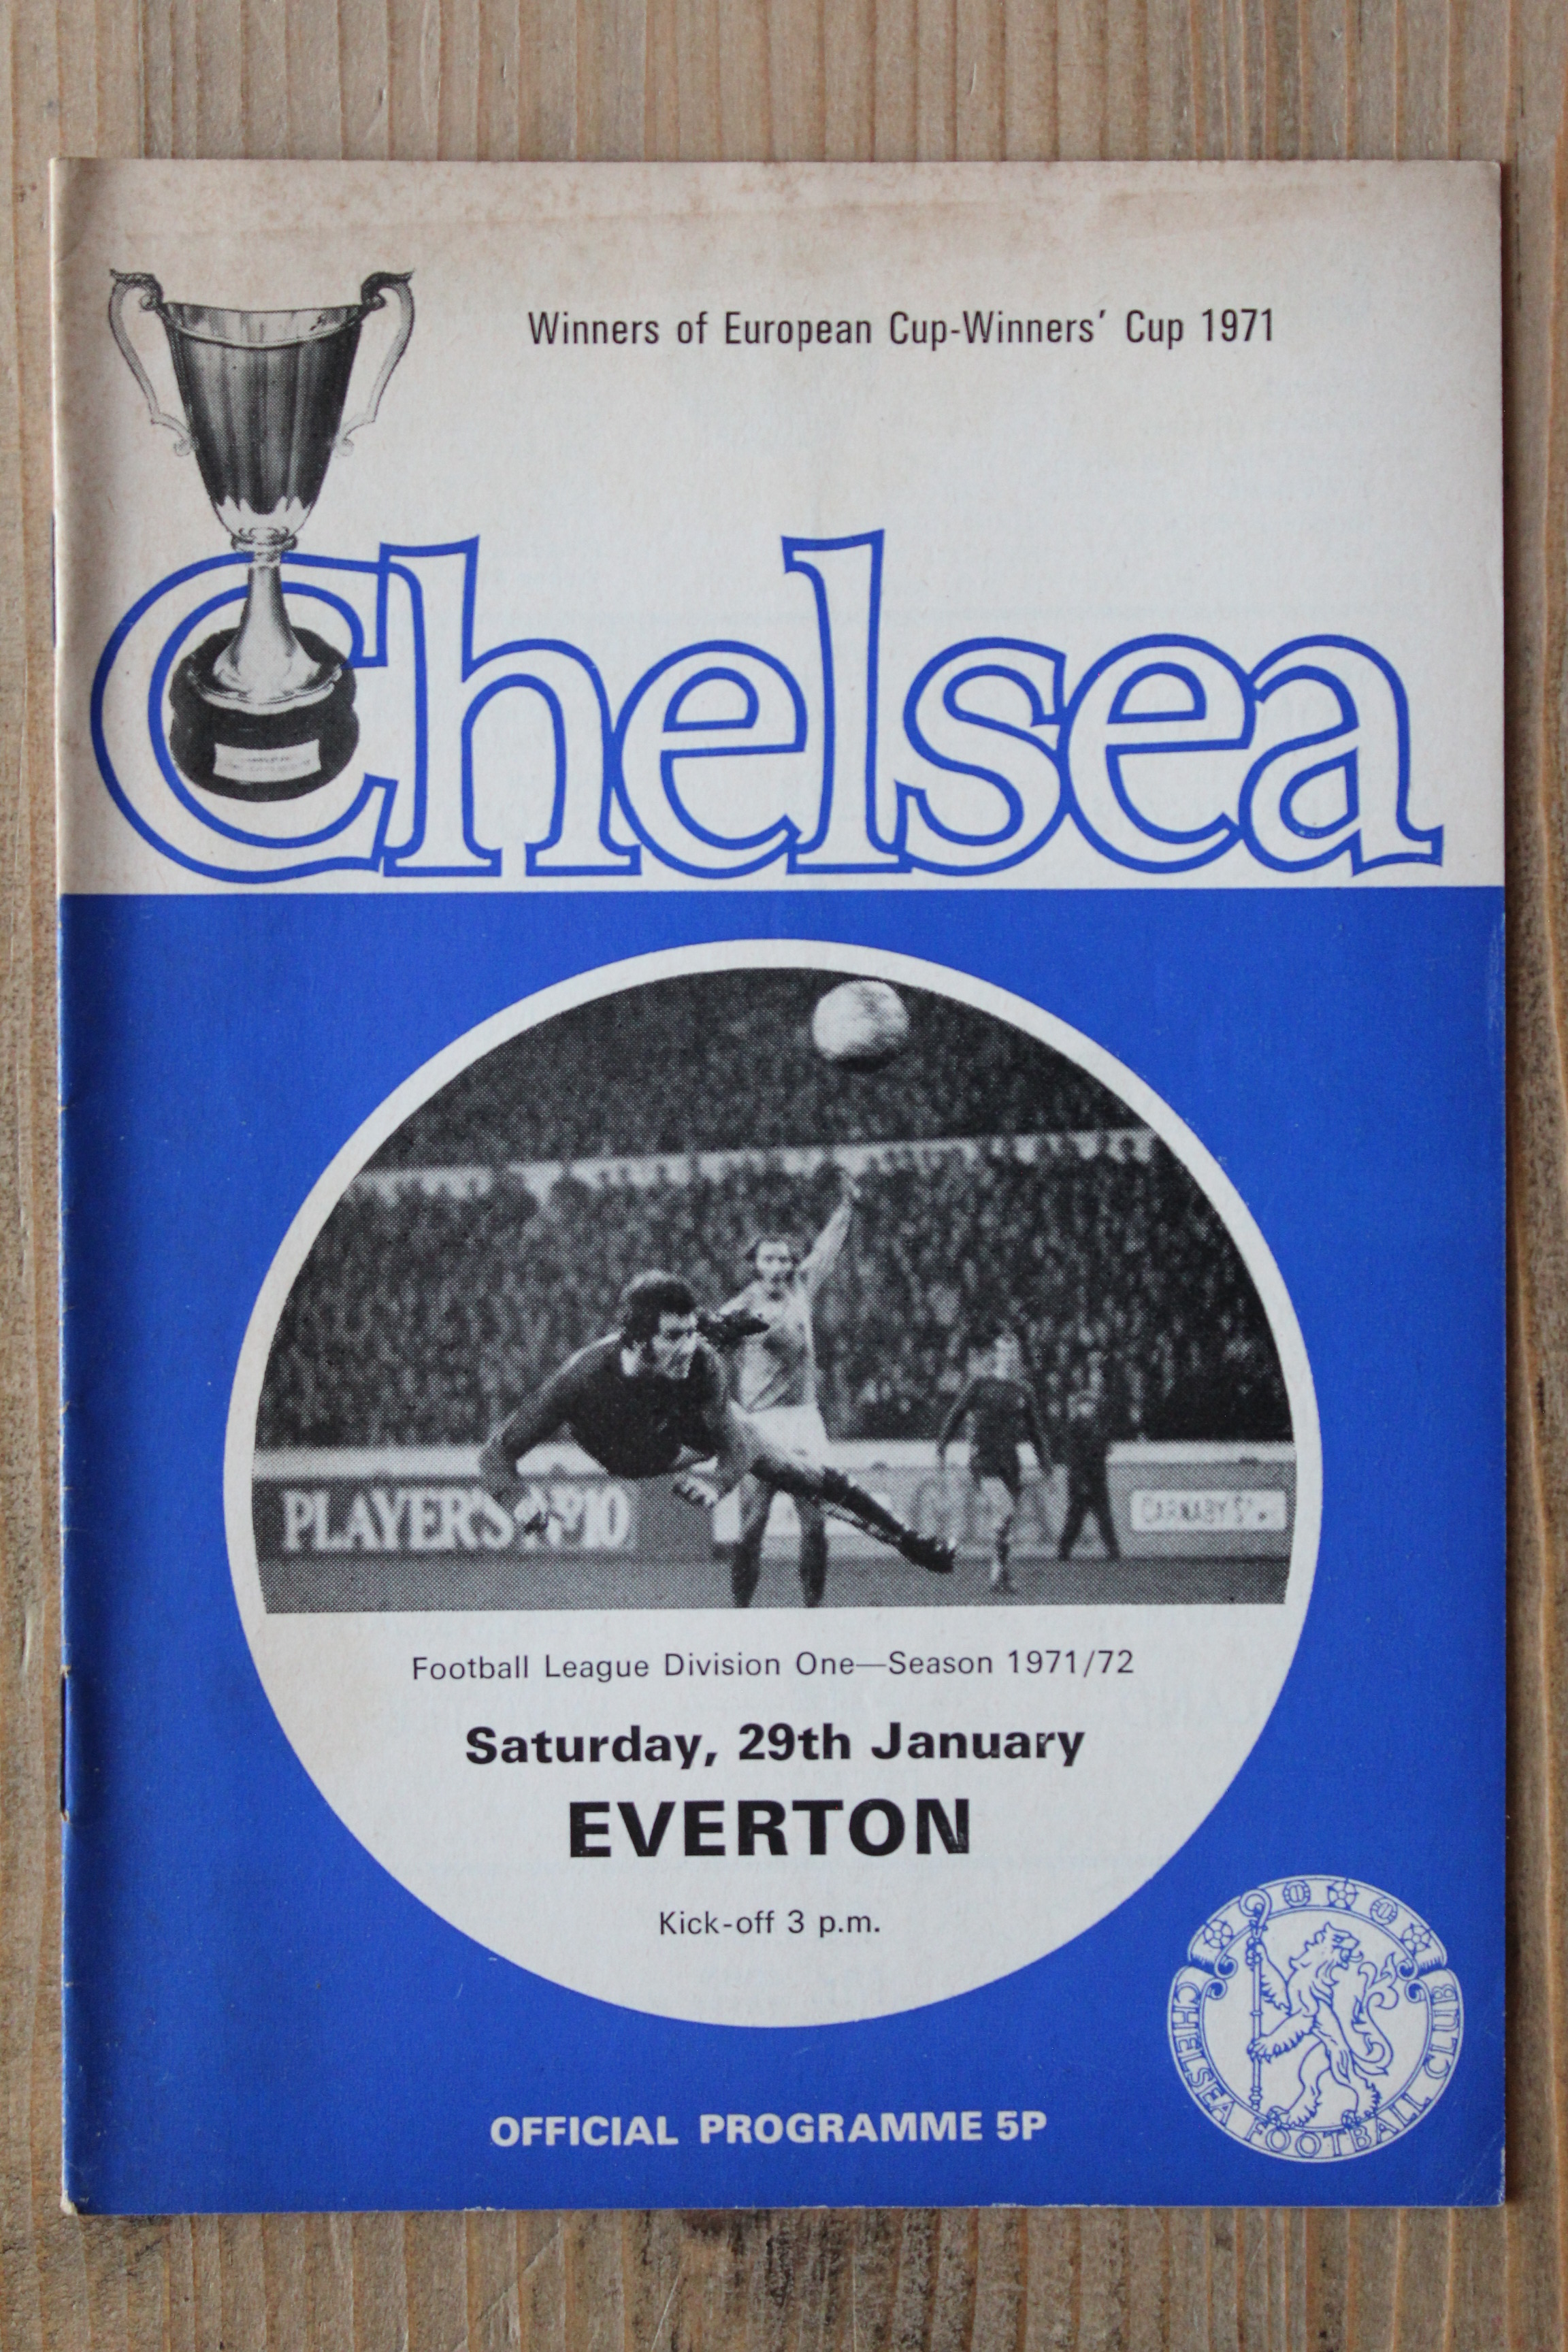 Winners of European Cup-Winners' Cup 1971
Chelsea
PLAYER'S Nº10
CARNABY ST
Football League Division One—Season 1971/72
Saturday, 29th January
EVERTON
Kick-off 3 p.m.
OFFICIAL PROGRAMME 5P
CHELSEA FOOTBALL CLUB